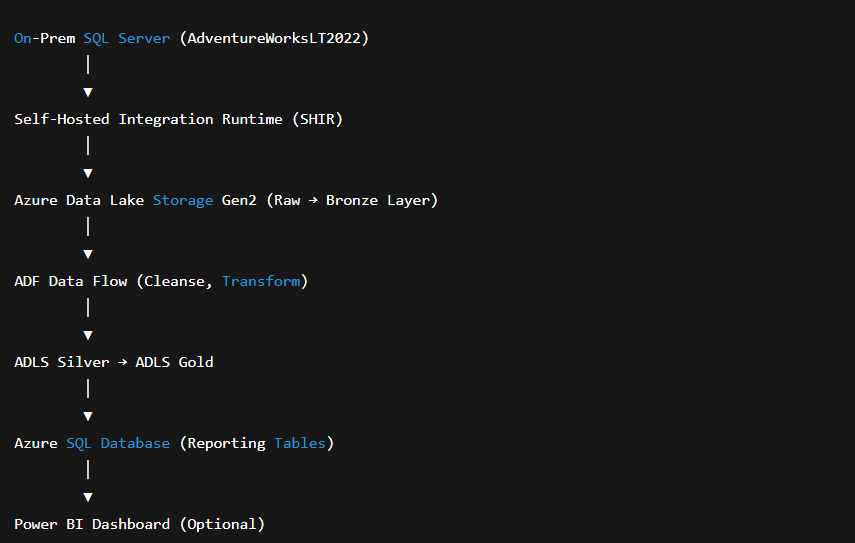 On-Prem SQL Server (AdventureWorksLT2022)
│
▼
Self-Hosted Integration Runtime (SHIR)
│
▼
Azure Data Lake Storage Gen2 (Raw → Bronze Layer)
│
▼
ADF Data Flow (Cleanse, Transform)
│
▼
ADLS Silver → ADLS Gold
│
▼
Azure SQL Database (Reporting Tables)
│
▼
Power BI Dashboard (Optional)